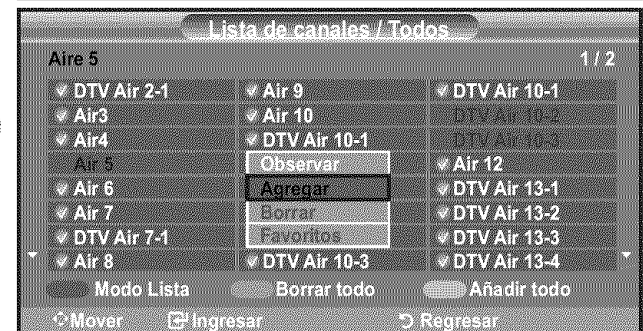 Lista de canales / Todos
Aire 5 1 / 2
DTV Air 2-1 Air 9 DTV Air 10-1
Air3 Air 10 DTV Air 10-2
Air4 DTV Air 10-1 DTV Air 10-3
Air 5 Observar Air 12
Air 6 Agregar DTV Air 13-1
Air 7 Borrar DTV Air 13-2
DTV Air 7-1 Favoritos DTV Air 13-3
Air 8 DTV Air 10-3 DTV Air 13-4
Modo Lista Borrar todo Añadir todo
Mover Ingresar Regresar